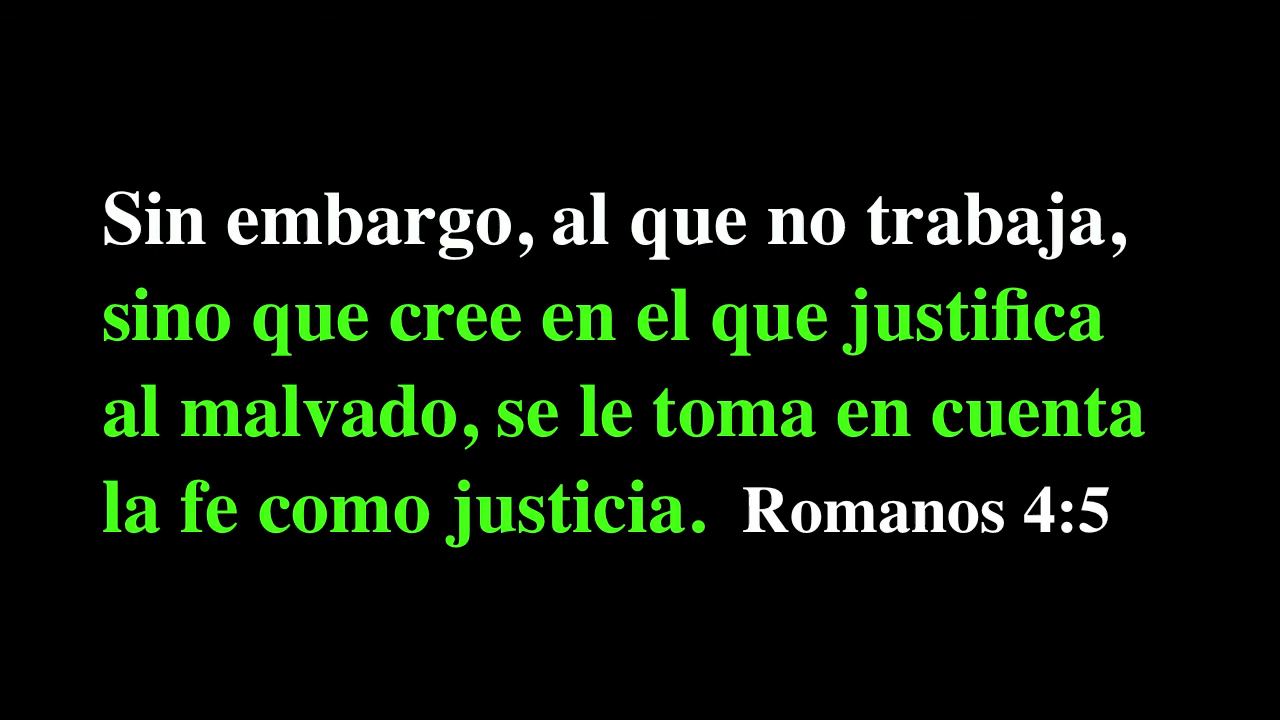 Sin embargo, al que no trabaja,
sino que cree en el que justifica
al malvado, se le toma en cuenta
la fe como justicia. Romanos 4:5